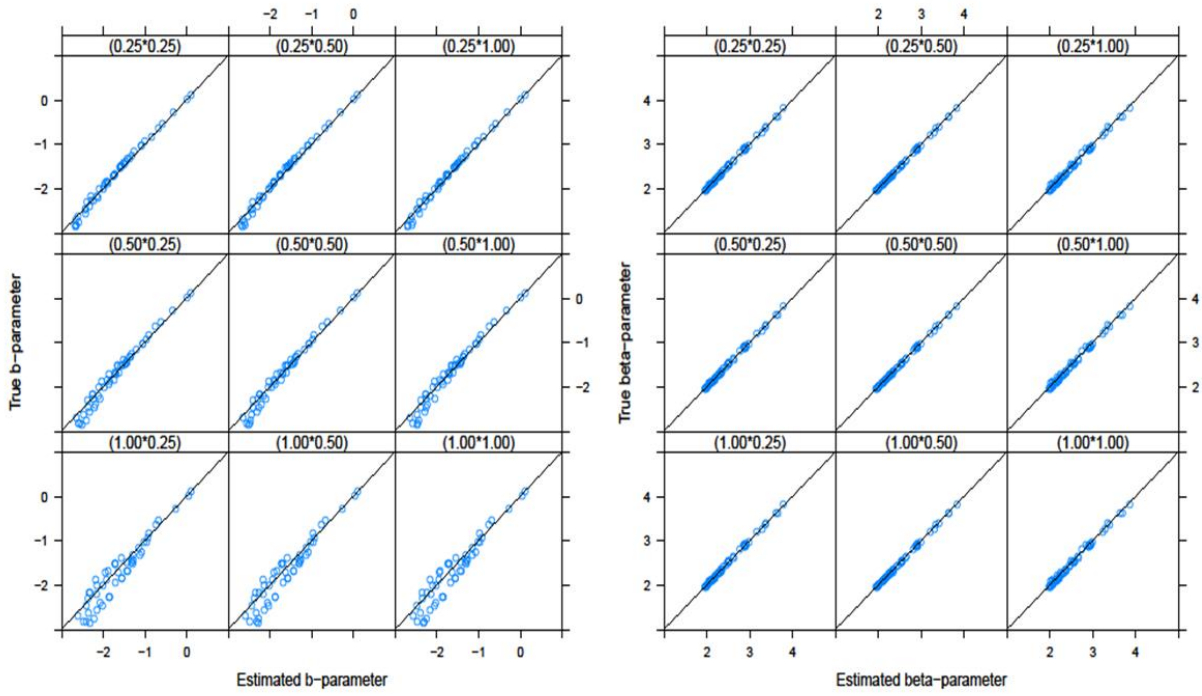 −2 −1 0
(0.25*0.25) (0.25*0.50) (0.25*1.00)
0
−1
−2
(0.50*0.25) (0.50*0.50) (0.50*1.00)
0
−1
−2
0
−1
−2
(1.00*0.25) (1.00*0.50) (1.00*1.00)
0
−1
−2
−2 −1 0 −2 −1 0
True b−parameter
Estimated b−parameter
2 3 4
(0.25*0.25) (0.25*0.50) (0.25*1.00)
4
3
2
(0.50*0.25) (0.50*0.50) (0.50*1.00)
4
3
2
(1.00*0.25) (1.00*0.50) (1.00*1.00)
4
3
2
2 3 4 2 3 4
True beta−parameter
Estimated beta−parameter